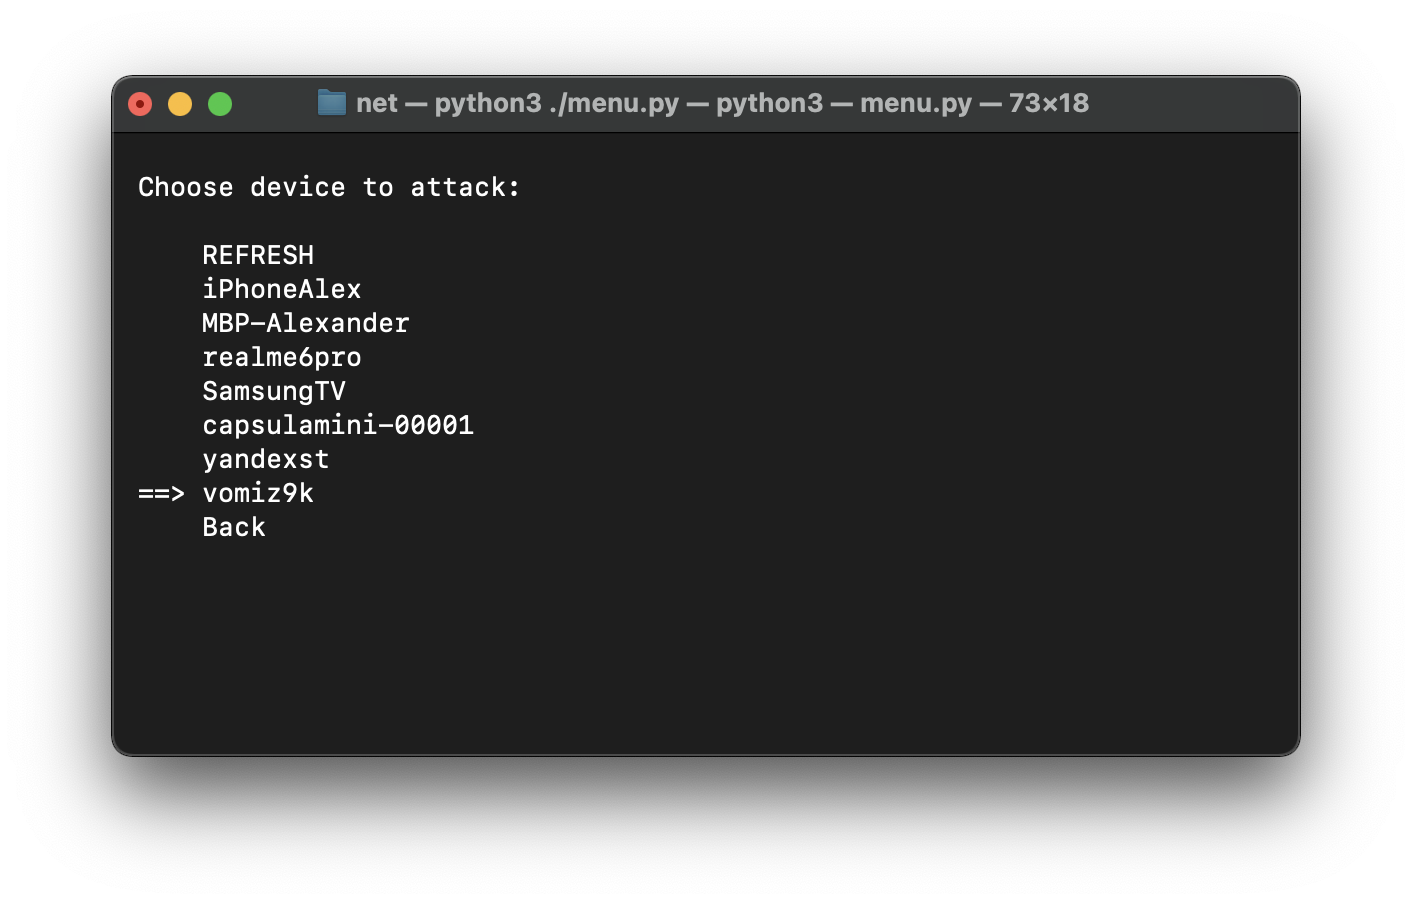 net — python3 ./menu.py — python3 — menu.py — 73×18
Choose device to attack:
REFRESH
iPhoneAlex
MBP-Alexander
realme6pro
SamsungTV
capsulamini-00001
yandexst
==> vomiz9k
Back